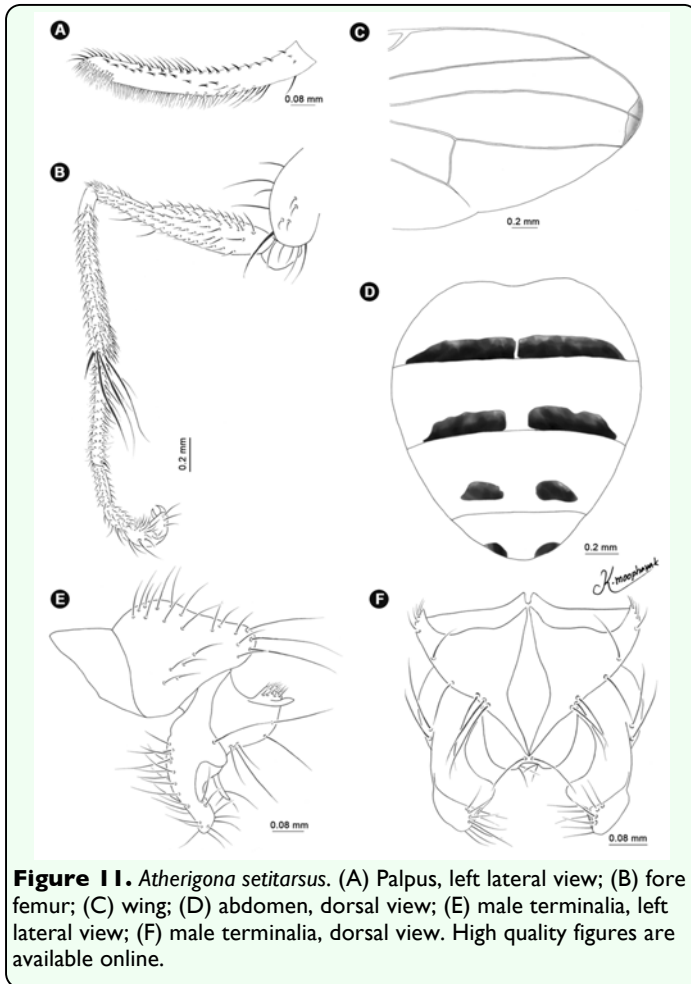 A
0.08 mm
C
0.2 mm
B
0.2 mm
D
0.2 mm
K.moophayak
E
0.08 mm
F
0.08 mm
Figure 11. Atherigona setitarsus. (A) Palpus, left lateral view; (B) fore
femur; (C) wing; (D) abdomen, dorsal view; (E) male terminalia, left
lateral view; (F) male terminalia, dorsal view. High quality figures are
available online.